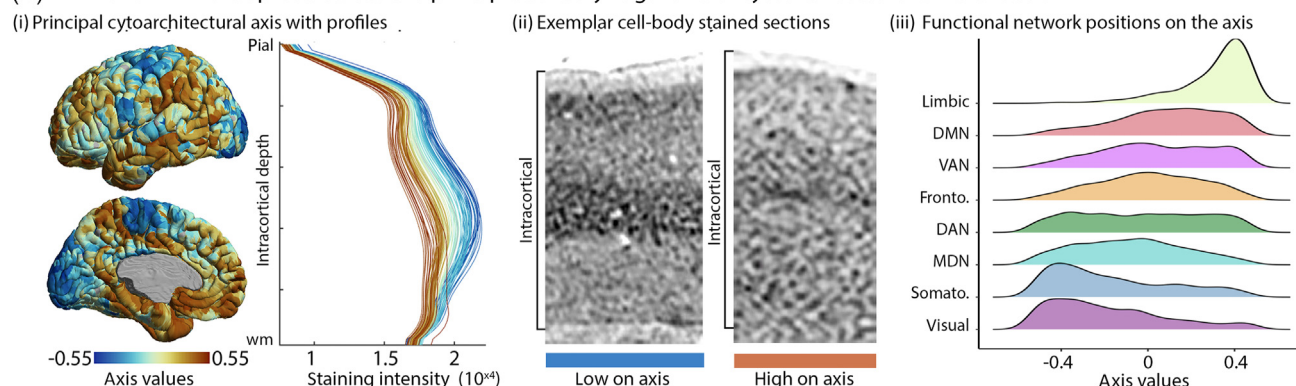 (i) Principal cytoarchitectural axis with profiles
-0.55
0.55
Axis values
Pial
Intracortical depth
wm
1
1.5
2
Staining intensity (10ˣ⁴)
(ii) Exemplar cell-body stained sections
Intracortical
Intracortical
Low on axis
High on axis
(iii) Functional network positions on the axis
Limbic
DMN
VAN
Fronto.
DAN
MDN
Somato.
Visual
-0.4
0
0.4
Axis values